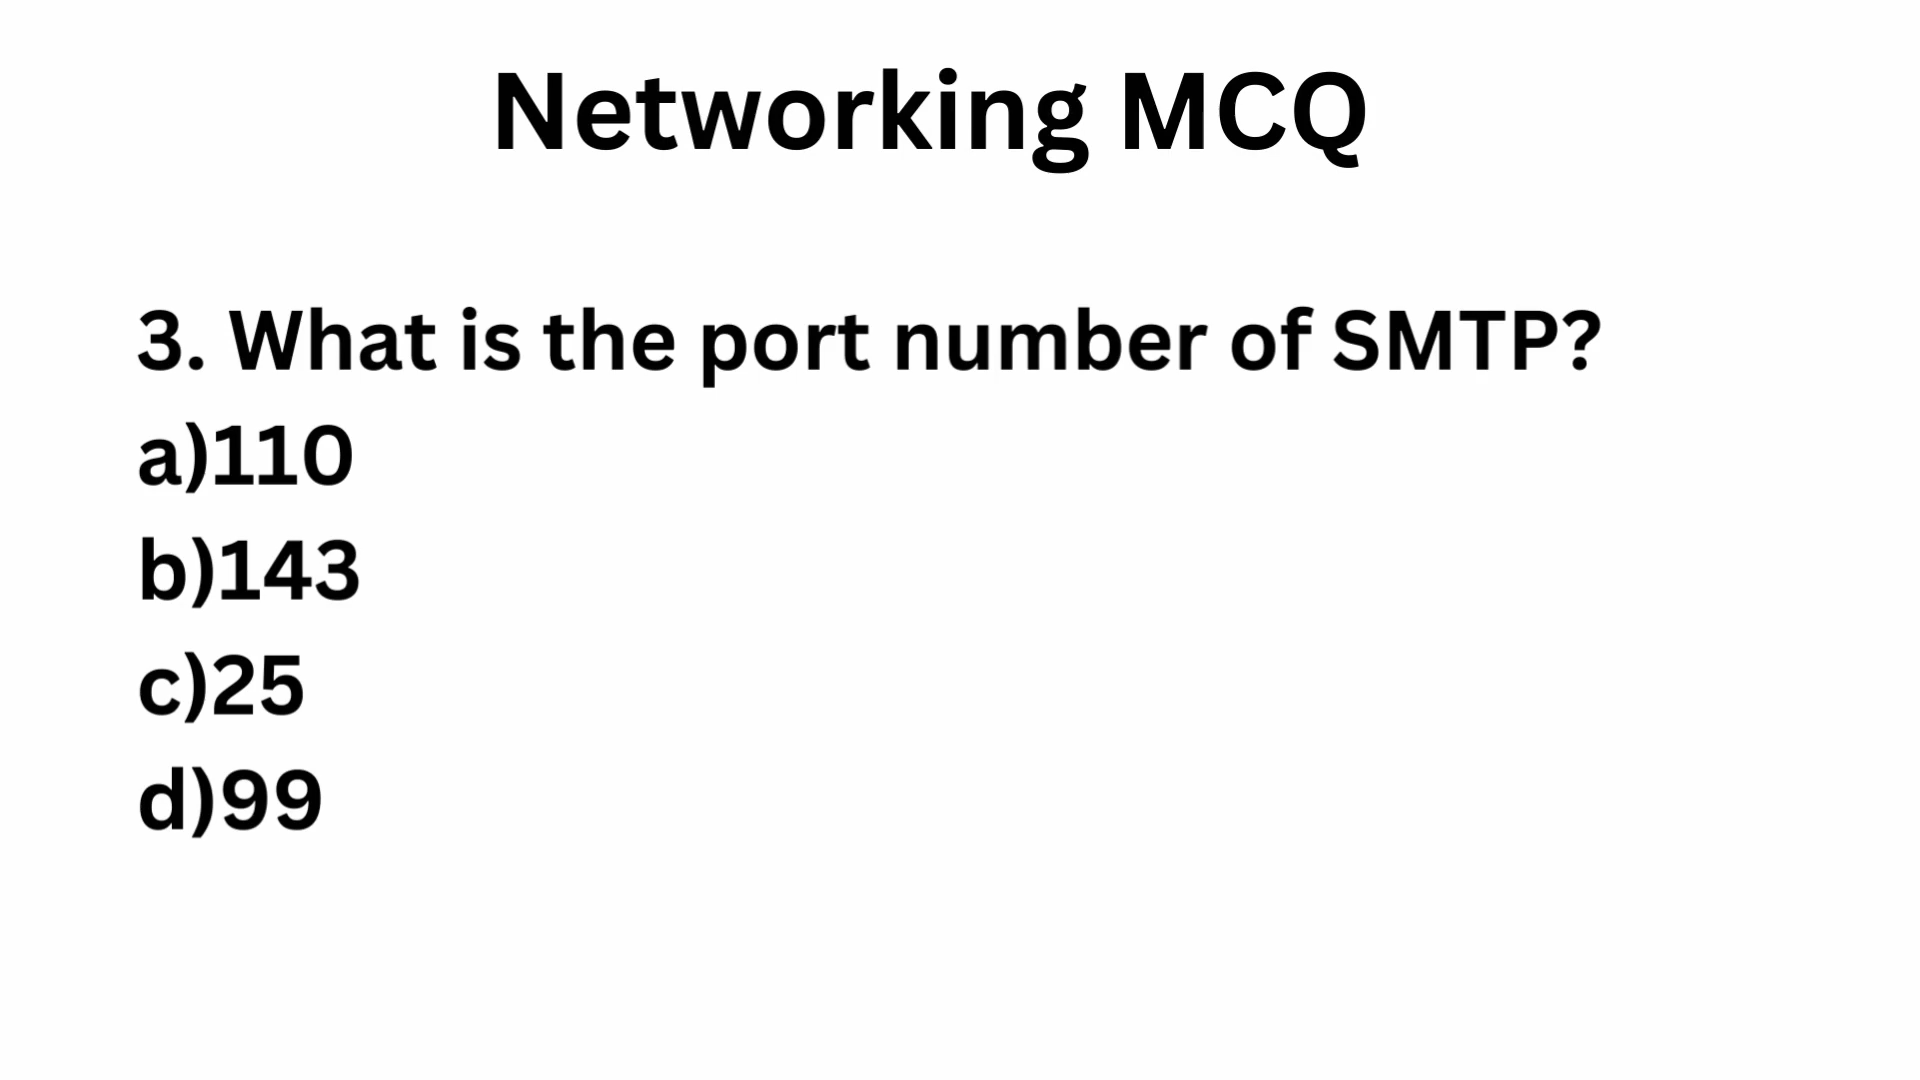 Networking MCQ
3. What is the port number of SMTP?
a)110
b)143
c)25
d)99